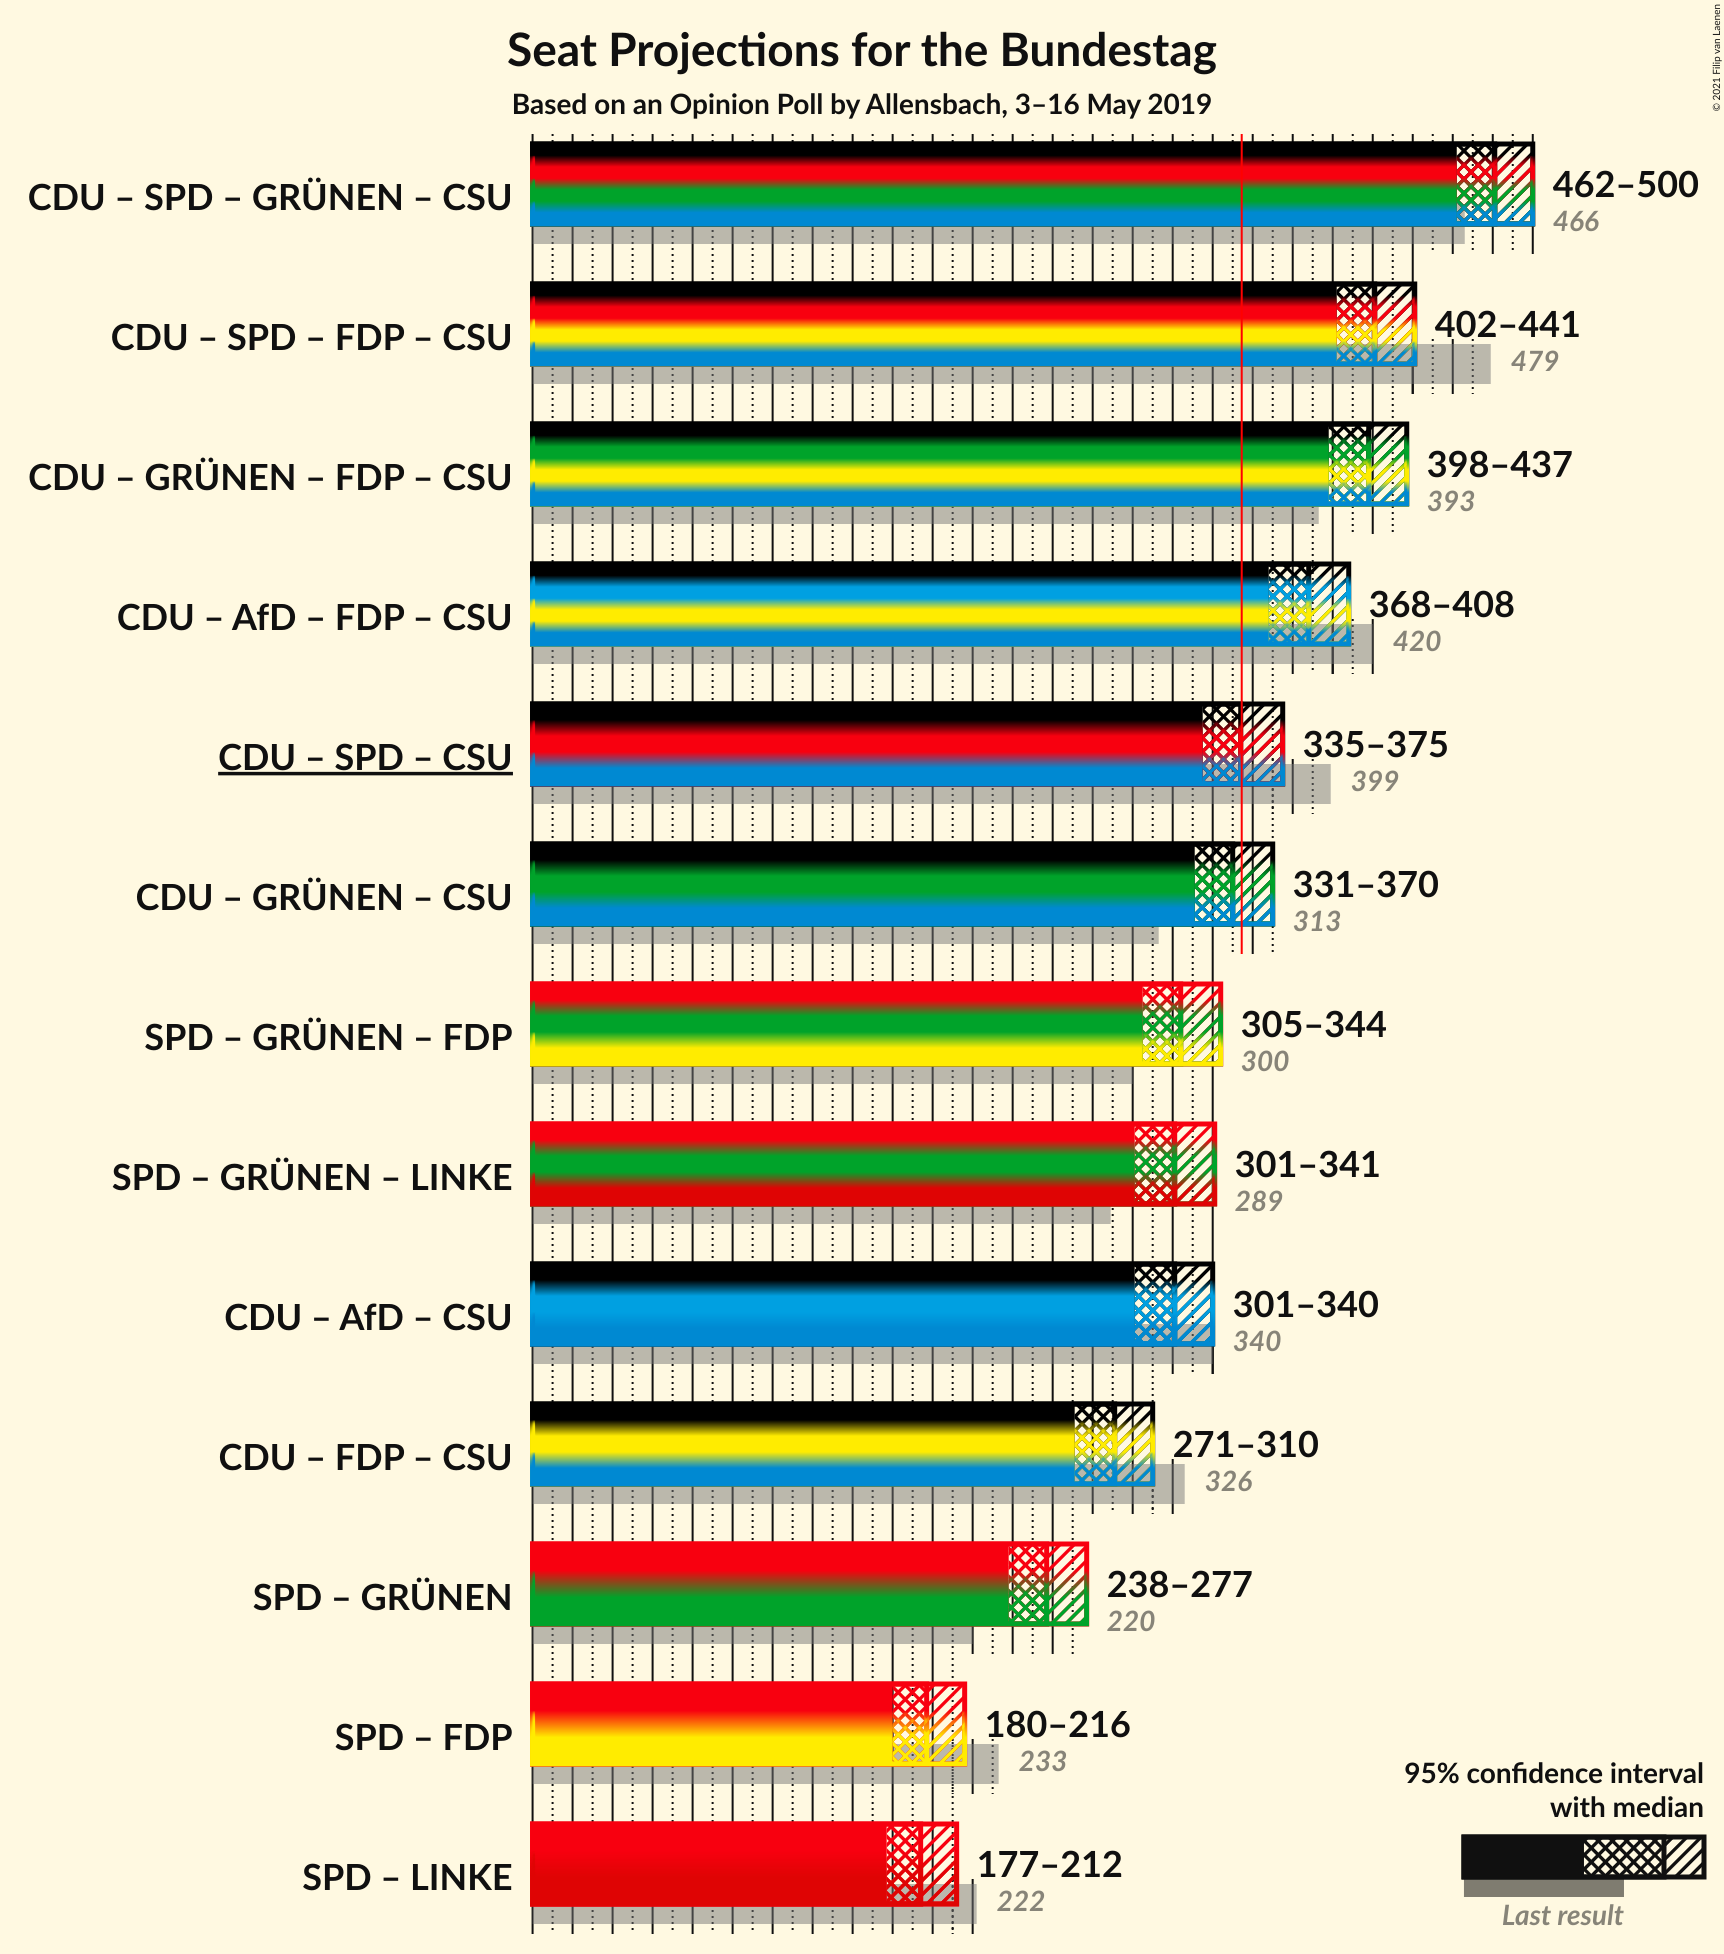 Seat Projections for the Bundestag
Based on an Opinion Poll by Allensbach, 3–16 May 2019
© 2021 Filip van Laenen
CDU – SPD – GRÜNEN – CSU
462–500
466
CDU – SPD – FDP – CSU
402–441
479
CDU – GRÜNEN – FDP – CSU
398–437
393
CDU – AfD – FDP – CSU
368–408
420
CDU – SPD – CSU
335–375
399
CDU – GRÜNEN – CSU
331–370
313
SPD – GRÜNEN – FDP
305–344
300
SPD – GRÜNEN – LINKE
301–341
289
CDU – AfD – CSU
301–340
340
CDU – FDP – CSU
271–310
326
SPD – GRÜNEN
238–277
220
SPD – FDP
180–216
233
SPD – LINKE
177–212
222
95% confidence interval
with median
Last result